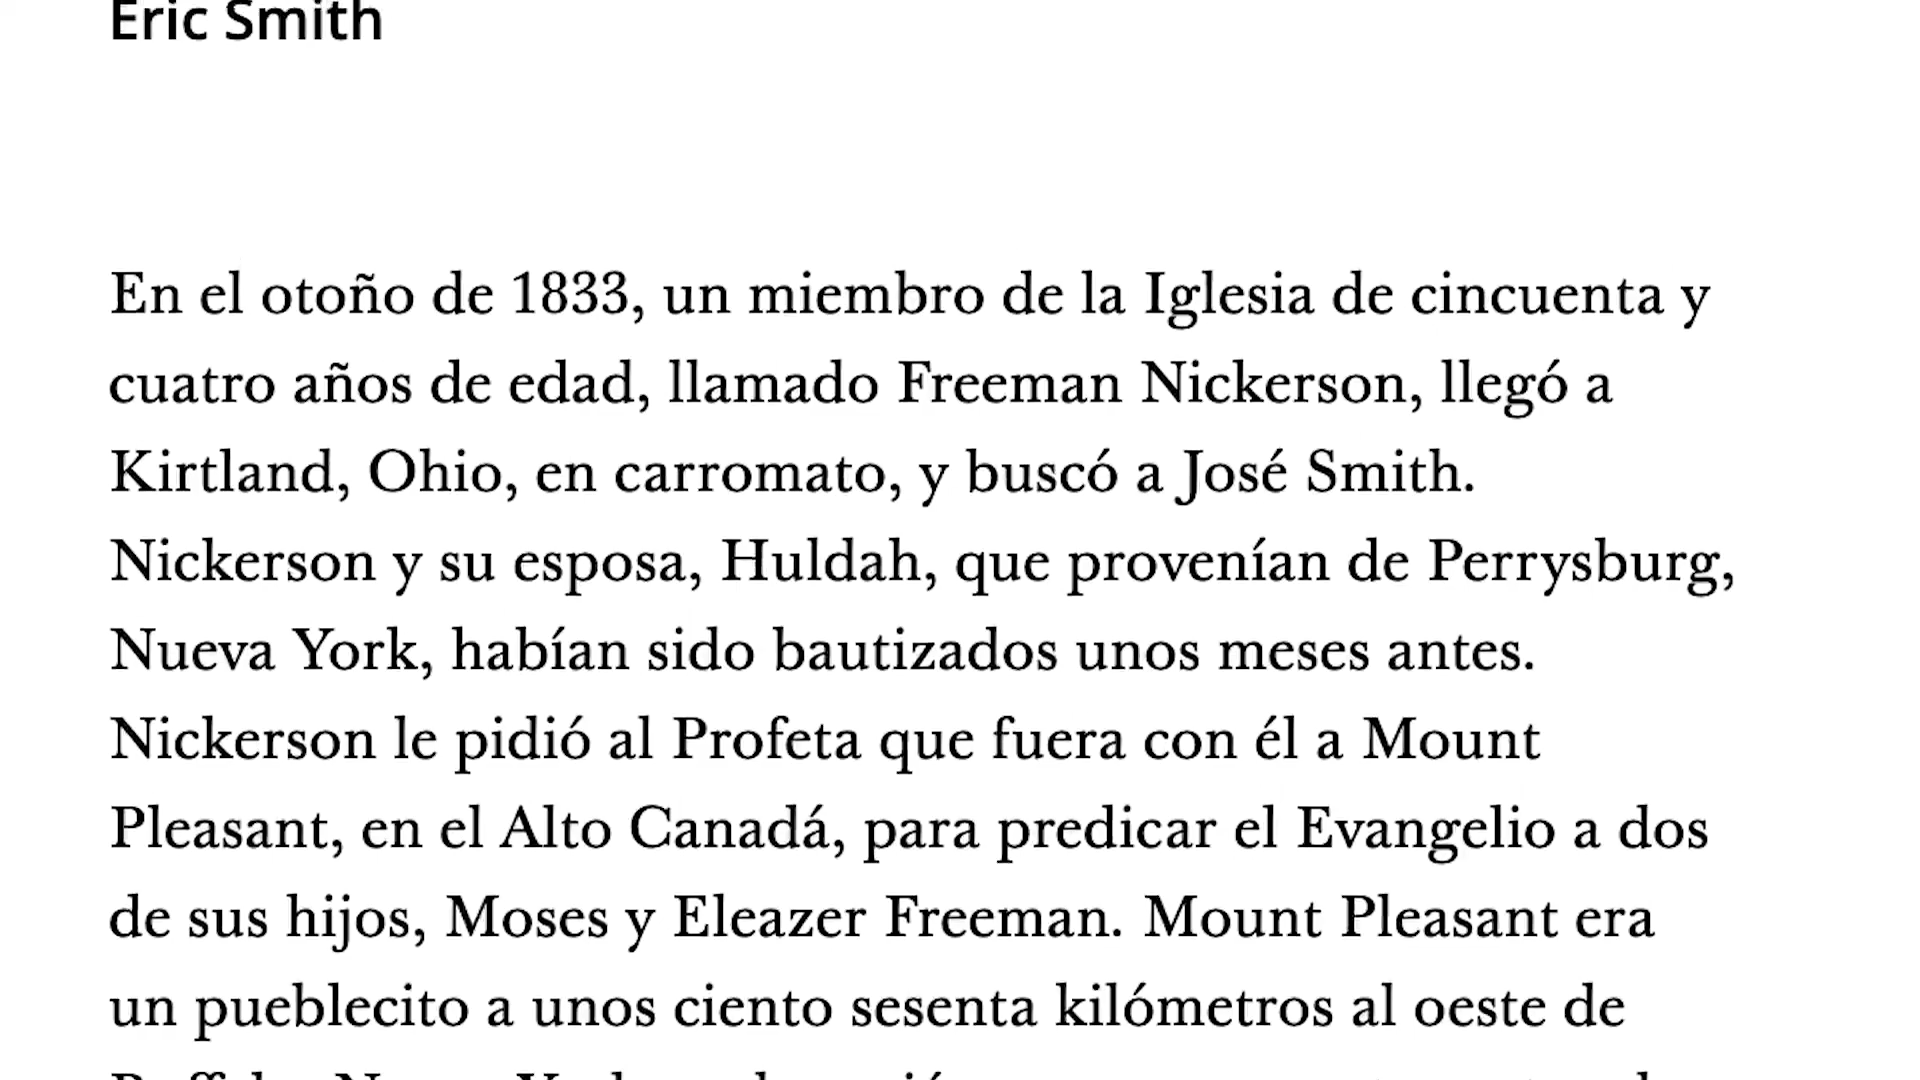 Eric Smith
En el otoño de 1833, un miembro de la Iglesia de cincuenta y
cuatro años de edad, llamado Freeman Nickerson, llegó a
Kirtland, Ohio, en carromato, y buscó a José Smith.
Nickerson y su esposa, Huldah, que provenían de Perrysburg,
Nueva York, habían sido bautizados unos meses antes.
Nickerson le pidió al Profeta que fuera con él a Mount
Pleasant, en el Alto Canadá, para predicar el Evangelio a dos
de sus hijos, Moses y Eleazer Freeman. Mount Pleasant era
un pueblecito a unos ciento sesenta kilómetros al oeste de